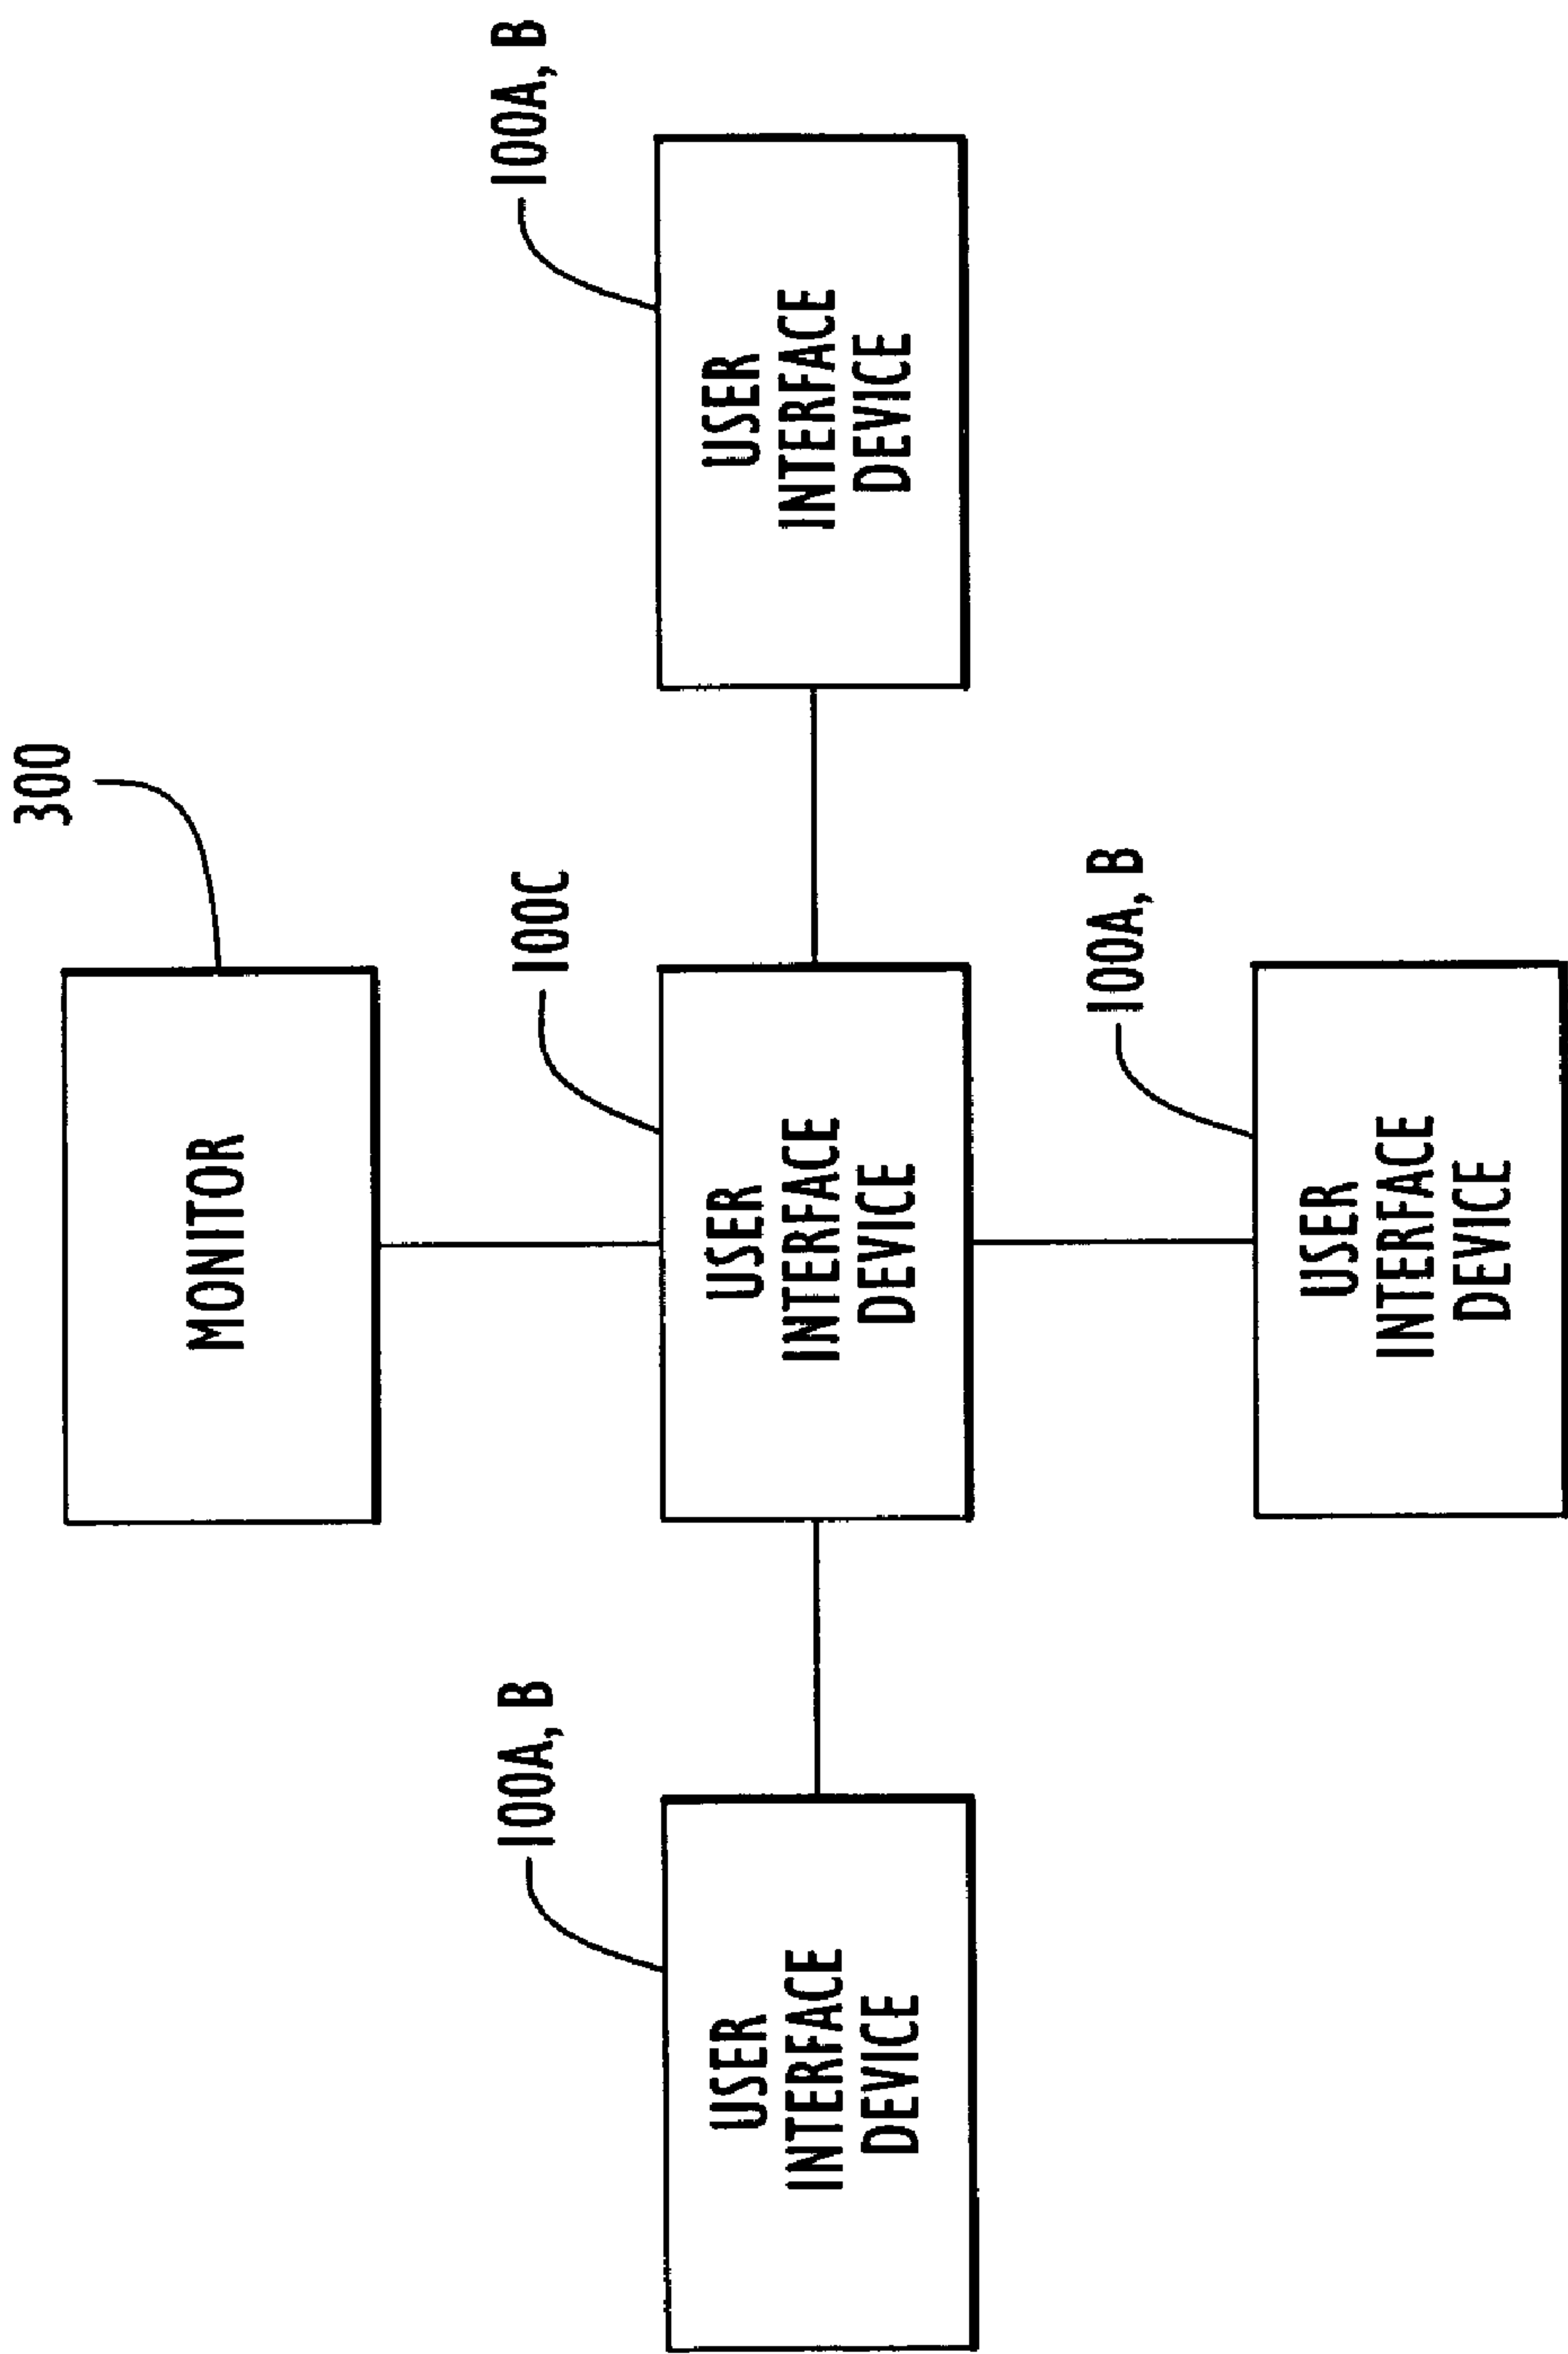 300
MONITOR
100A, B
100C
100A, B
USER
INTERFACE
DEVICE
USER
INTERFACE
DEVICE
USER
INTERFACE
DEVICE
100A, B
USER
INTERFACE
DEVICE